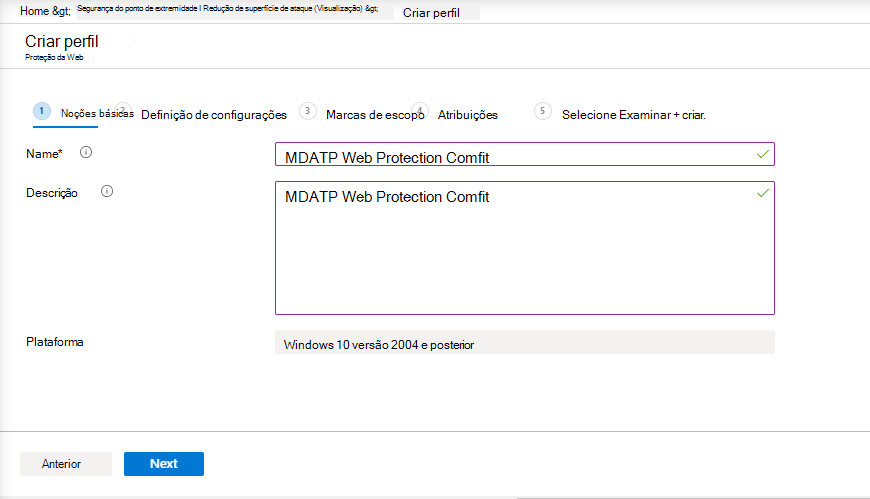 Home &gt; Segurança do ponto de extremidade I Redução de superfície de ataque (Visualização) &gt; Criar perfil
Criar perfil
Proteção da Web
1 Noções básicas 2 Definição de configurações 3 Marcas de escopo 4 Atribuições 5 Selecione Examinar + criar.
Name* MDATP Web Protection Comfit
Descrição MDATP Web Protection Comfit
Plataforma Windows 10 versão 2004 e posterior
Anterior Next